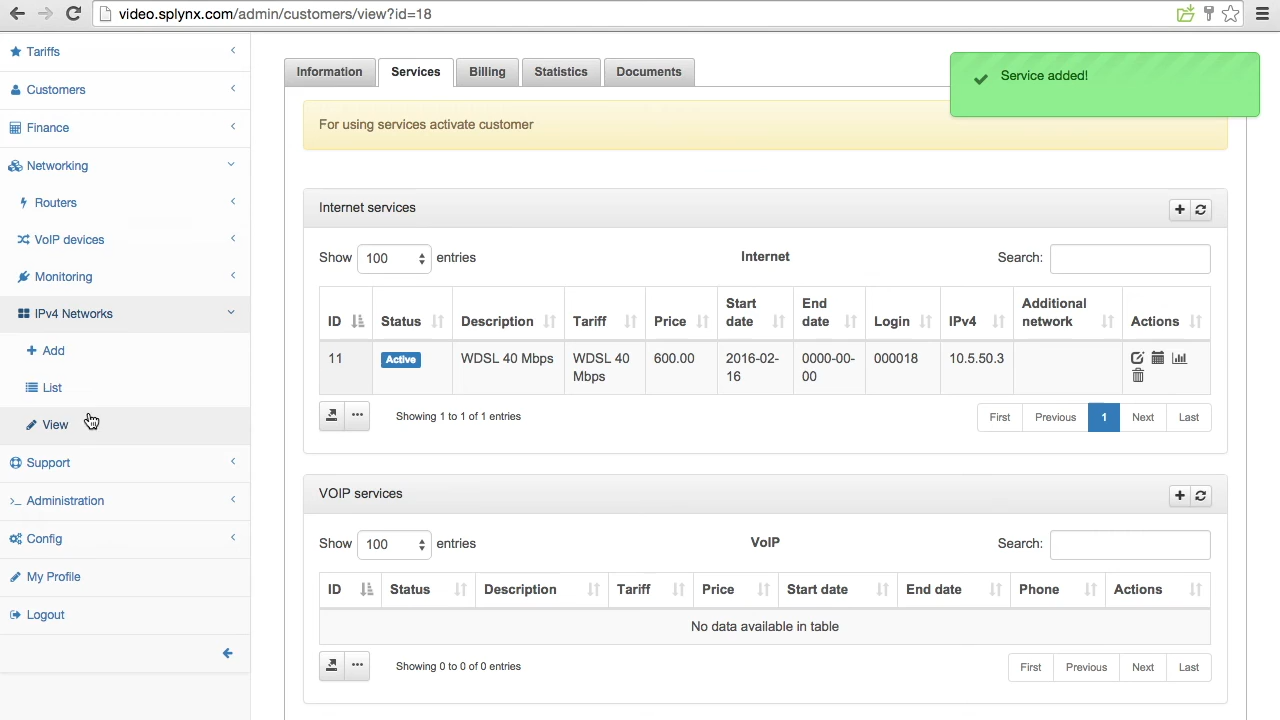 video.splynx.com/admin/customers/view?id=18
Tariffs
Customers
Finance
Networking
Routers
VoIP devices
Monitoring
IPv4 Networks
Add
List
View
Support
Administration
Config
My Profile
Logout
Information Services Billing Statistics Documents
Service added!
For using services activate customer
Internet services
Show 100 entries Internet Search:
ID Status Description Tariff Price Start date End date Login IPv4 Additional network Actions
11 Active WDSL 40 Mbps WDSL 40 Mbps 600.00 2016-02-16 0000-00-00 000018 10.5.50.3
Showing 1 to 1 of 1 entries First Previous 1 Next Last
VOIP services
Show 100 entries VoIP Search:
ID Status Description Tariff Price Start date End date Phone Actions
No data available in table
Showing 0 to 0 of 0 entries First Previous Next Last